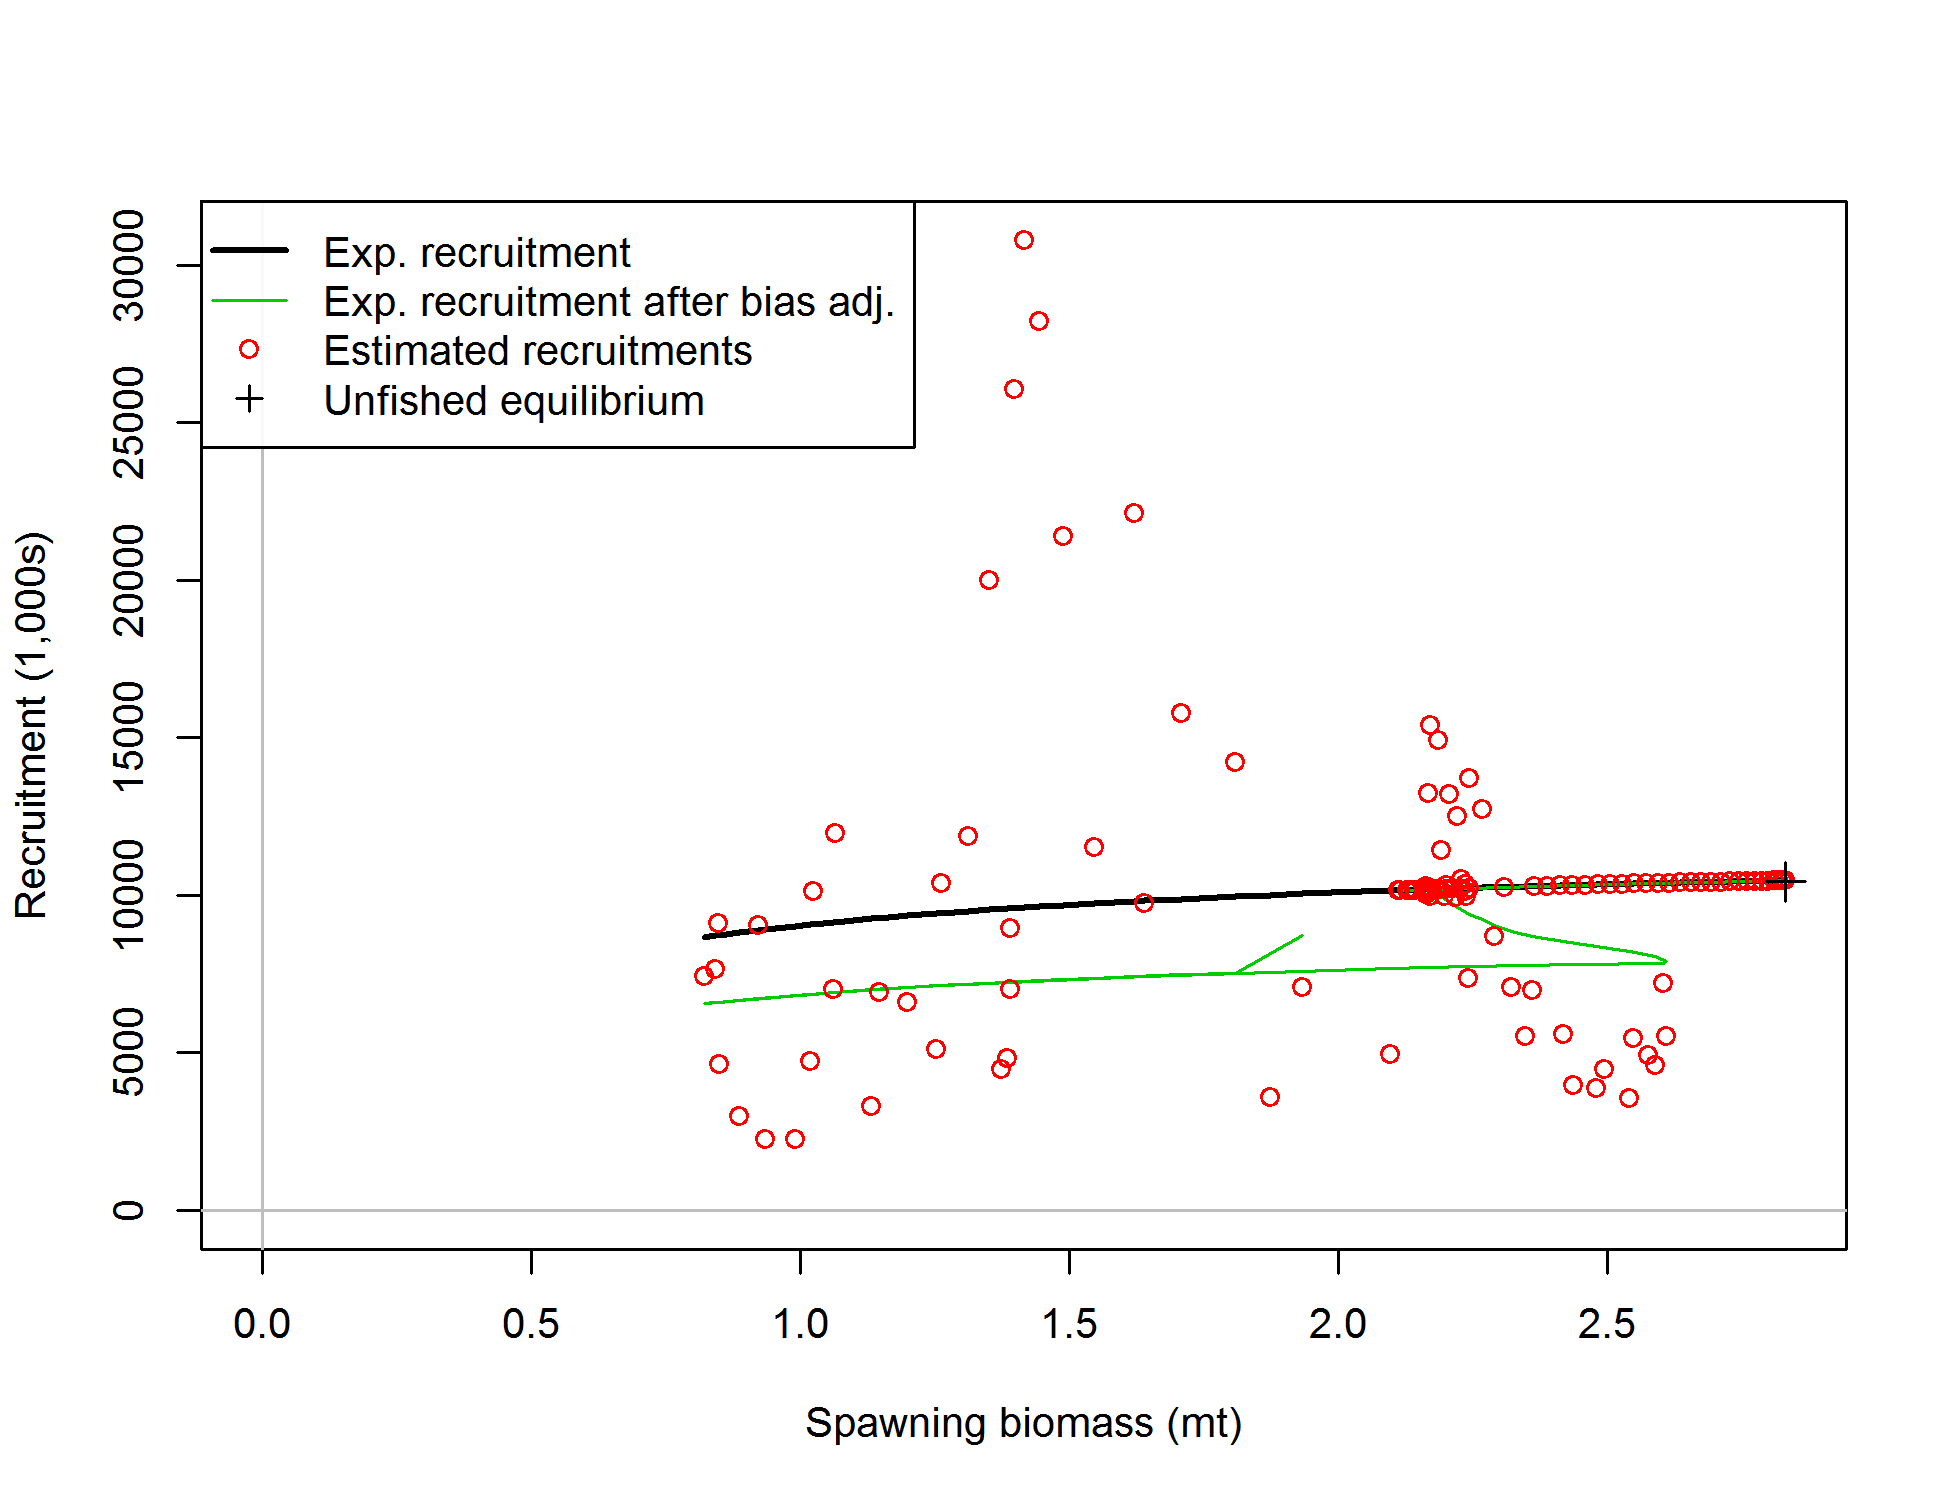 Exp. recruitment
Exp. recruitment after bias adj.
Estimated recruitments
Unfished equilibrium
Recruitment (1,000s)
30000
25000
20000
15000
10000
5000
0
0.0 0.5 1.0 1.5 2.0 2.5
Spawning biomass (mt)